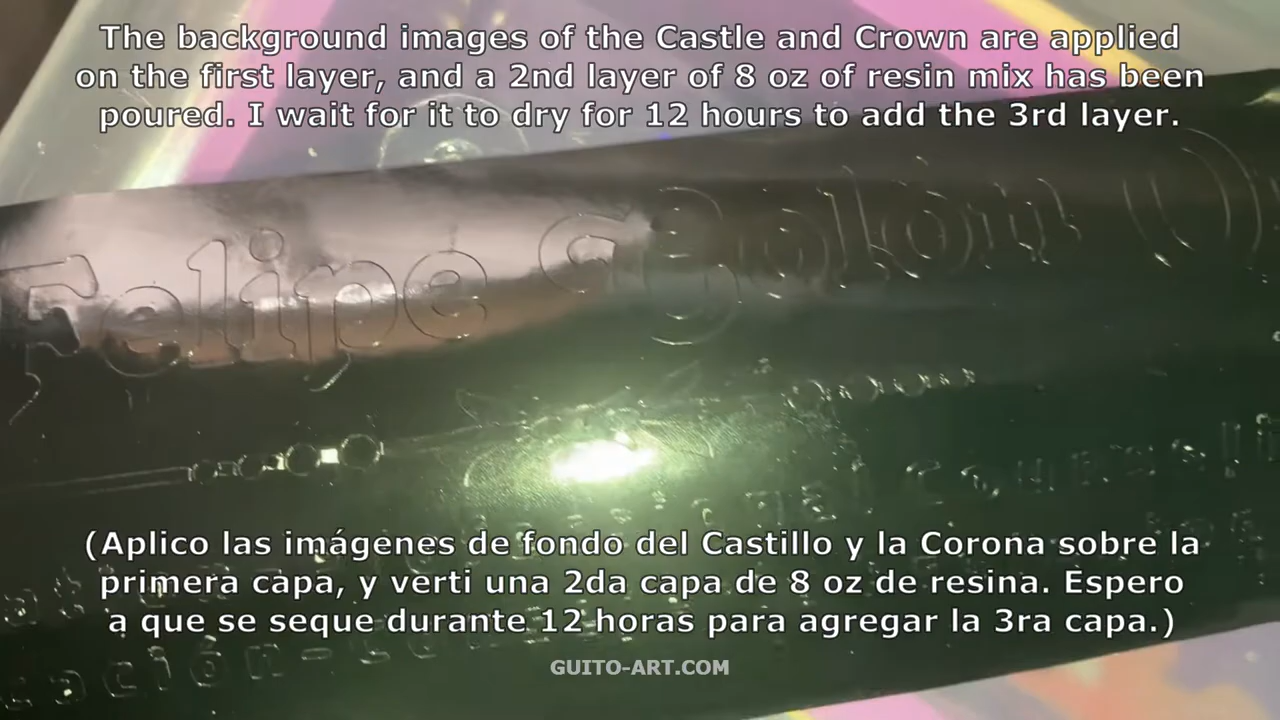 The background images of the Castle and Crown are applied
on the first layer, and a 2nd layer of 8 oz of resin mix has been
poured. I wait for it to dry for 12 hours to add the 3rd layer.
Felipe Colón
(Aplico las imágenes de fondo del Castillo y la Corona sobre la
primera capa, y verti una 2da capa de 8 oz de resina. Espero
a que se seque durante 12 horas para agregar la 3ra capa.)
GUITO-ART.COM